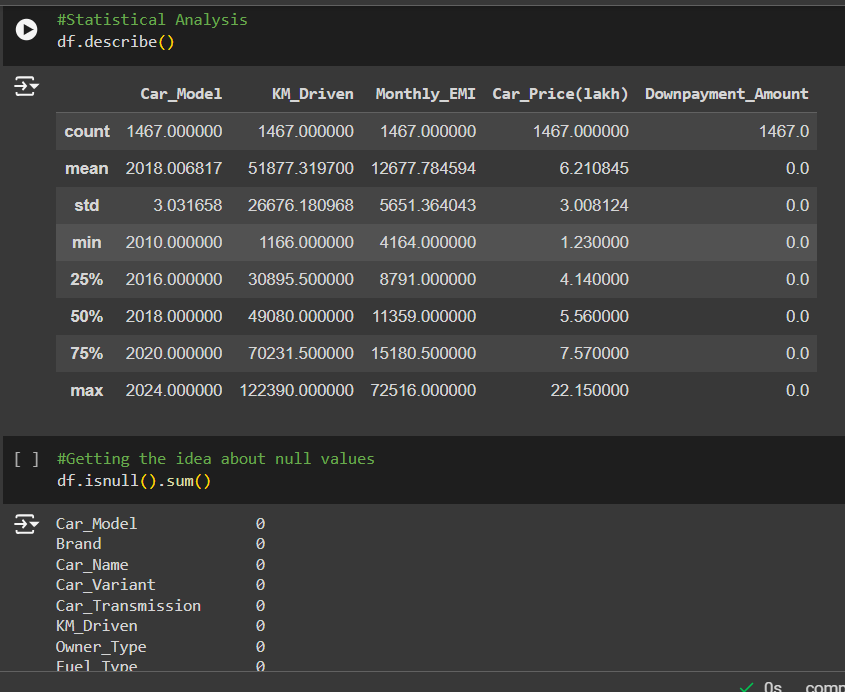 #Statistical Analysis
df.describe()
Car_Model KM_Driven Monthly_EMI Car_Price(lakh) Downpayment_Amount
count 1467.000000 1467.000000 1467.000000 1467.000000 1467.0
mean 2018.006817 51877.319700 12677.784594 6.210845 0.0
std 3.031658 26676.180968 5651.364043 3.008124 0.0
min 2010.000000 1166.000000 4164.000000 1.230000 0.0
25% 2016.000000 30895.500000 8791.000000 4.140000 0.0
50% 2018.000000 49080.000000 11359.000000 5.560000 0.0
75% 2020.000000 70231.500000 15180.500000 7.570000 0.0
max 2024.000000 122390.000000 72516.000000 22.150000 0.0
[ ] #Getting the idea about null values
df.isnull().sum()
Car_Model 0
Brand 0
Car_Name 0
Car_Variant 0
Car_Transmission 0
KM_Driven 0
Owner_Type 0
Fuel_Type 0
0s comp